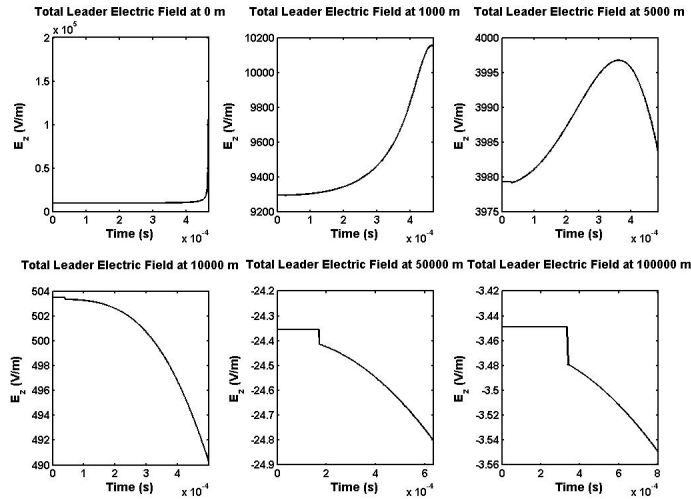 Total Leader Electric Field at 0 m
Total Leader Electric Field at 1000 m
Total Leader Electric Field at 5000 m
x 10^5
2
1.5
1
0.5
0
E_z (V/m)
0 2 4
Time (s)
x 10^-4
10200
10000
9800
9600
9400
9200
E_z (V/m)
0 2 4
Time (s)
x 10^-4
4000
3995
3990
3985
3980
3975
E_z (V/m)
0 2 4
Time (s)
x 10^-4
Total Leader Electric Field at 10000 m
Total Leader Electric Field at 50000 m
Total Leader Electric Field at 100000 m
504
502
500
498
496
494
492
490
E_z (V/m)
0 1 2 3 4 5
Time (s)
x 10^-4
-24.2
-24.3
-24.4
-24.5
-24.6
-24.7
-24.8
-24.9
E_z (V/m)
0 2 4 6
Time (s)
x 10^-4
-3.42
-3.44
-3.46
-3.48
-3.5
-3.52
-3.54
-3.56
E_z (V/m)
0 2 4 6 8
Time (s)
x 10^-4